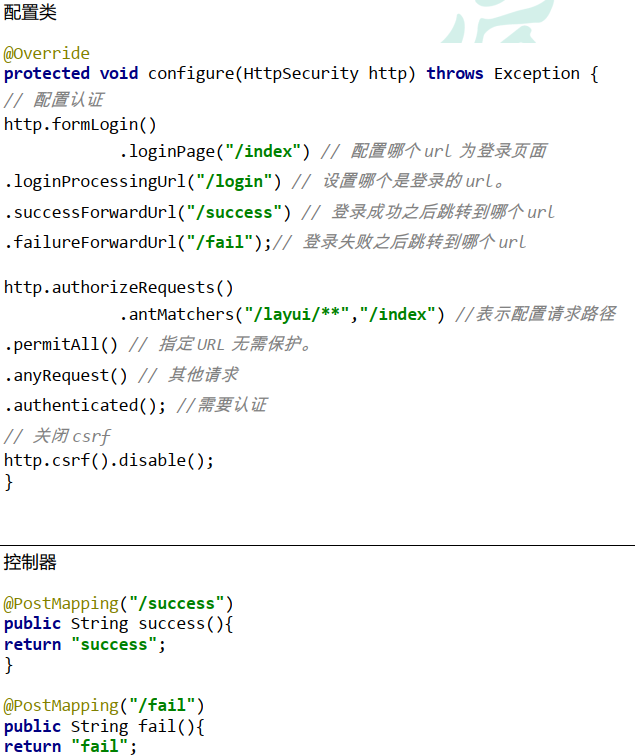 配置类
@Override
protected void configure(HttpSecurity http) throws Exception {
// 配置认证
http.formLogin()
.loginPage("/index") // 配置哪个 url 为登录页面
.loginProcessingUrl("/login") // 设置哪个是登录的 url。
.successForwardUrl("/success") // 登录成功之后跳转到哪个 url
.failureForwardUrl("/fail");// 登录失败之后跳转到哪个 url
http.authorizeRequests()
.antMatchers("/layui/**","/index") //表示配置请求路径
.permitAll() // 指定 URL 无需保护。
.anyRequest() // 其他请求
.authenticated(); //需要认证
// 关闭 csrf
http.csrf().disable();
}
控制器
@PostMapping("/success")
public String success(){
return "success";
}
@PostMapping("/fail")
public String fail(){
return "fail";